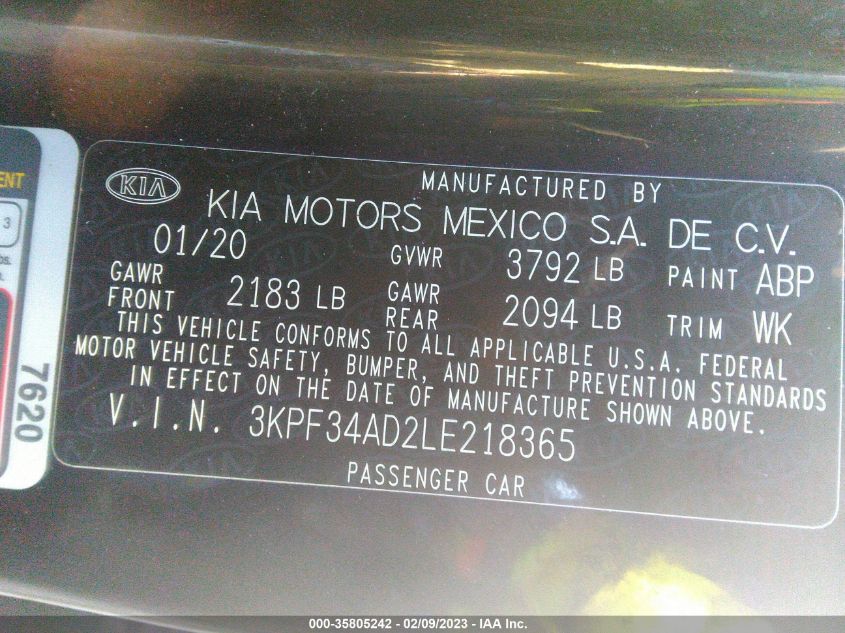 ENT
3
bs.
s.
7620
KIA
MANUFACTURED BY
KIA MOTORS MEXICO S.A. DE C.V.
01/20 GVWR 3792 LB PAINT ABP
GAWR FRONT 2183 LB GAWR REAR 2094 LB TRIM WK
THIS VEHICLE CONFORMS TO ALL APPLICABLE U.S.A. FEDERAL
MOTOR VEHICLE SAFETY, BUMPER, AND THEFT PREVENTION STANDARDS
IN EFFECT ON THE DATE OF MANUFACTURE SHOWN ABOVE.
V.I.N. 3KPF34AD2LE218365
PASSENGER CAR
000-35805242 - 02/09/2023 - IAA Inc.